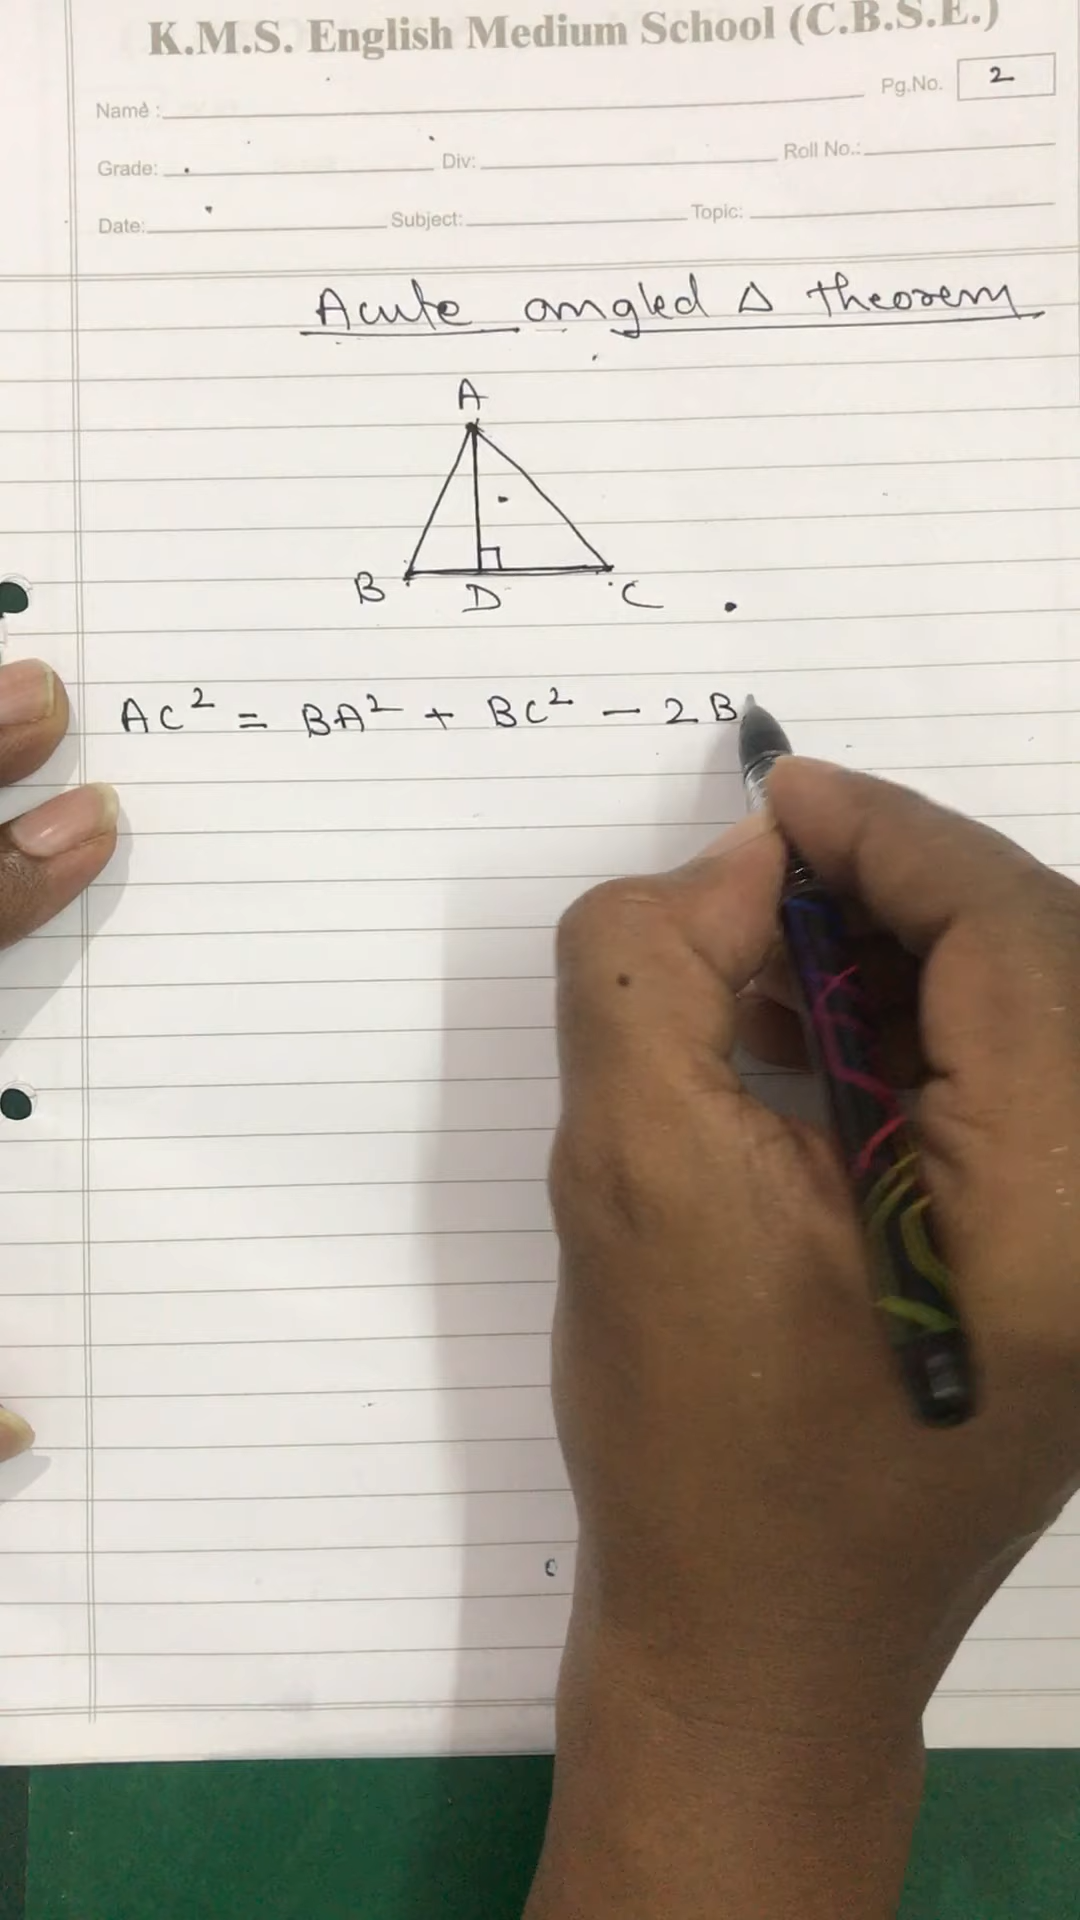 K.M.S. English Medium School (C.B.S.E.)
Pg.No. 2
Name :
Grade: Div: Roll No.:
Date: Subject: Topic:
Acute angled Δ theorem
A
B D C
AC² = BA² + BC² — 2 B